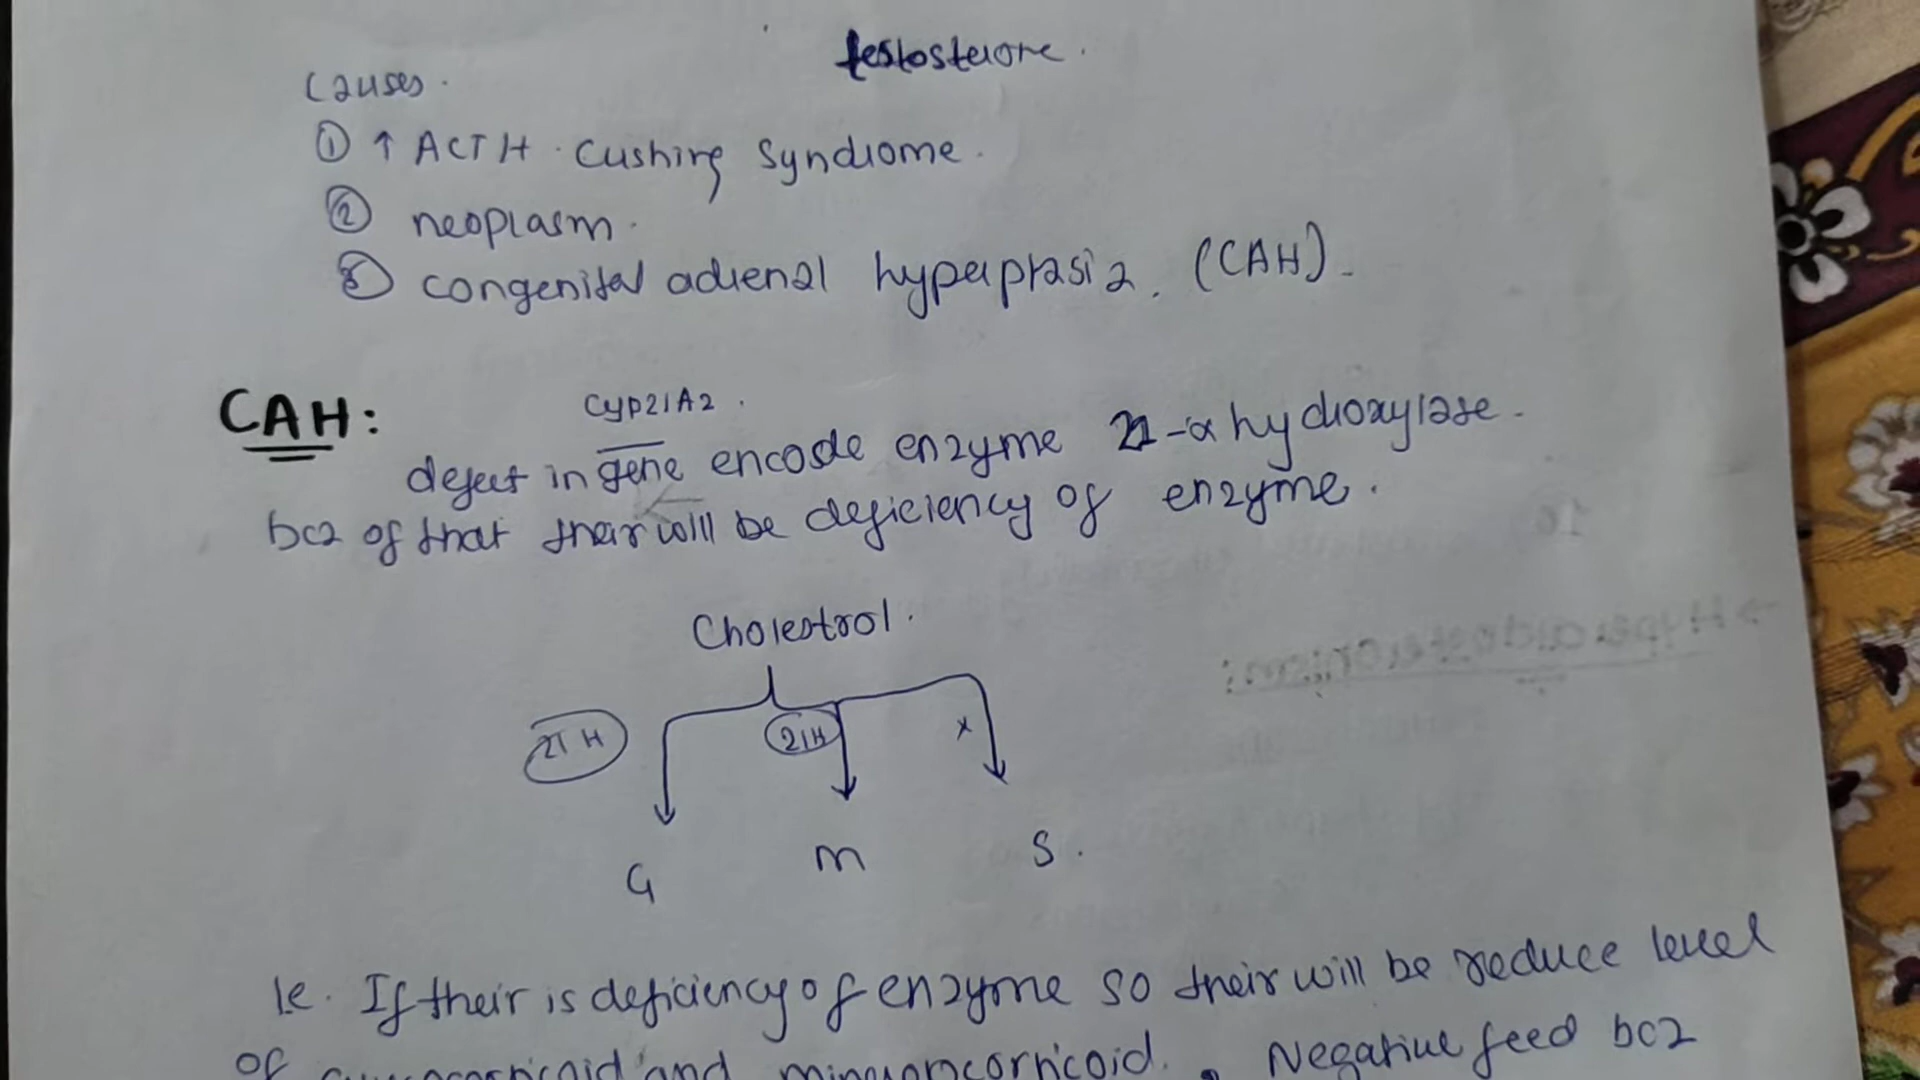 testosterone.
Causes.
① ↑ ACTH. Cushing Syndrome.
② neoplasm.
③ congenital adrenal hyperplasia. (CAH).
CAH:
CYP21A2.
defect in gene encode enzyme 21-α hydroxylase.
bcz of that their will be deficiency of enzyme.
Cholestrol.
21 H 21H x
G m S.
Ie. If their is deficiency of enzyme so their will be reduce level
of and Negative feed bcz
Hyperaldosteronism: